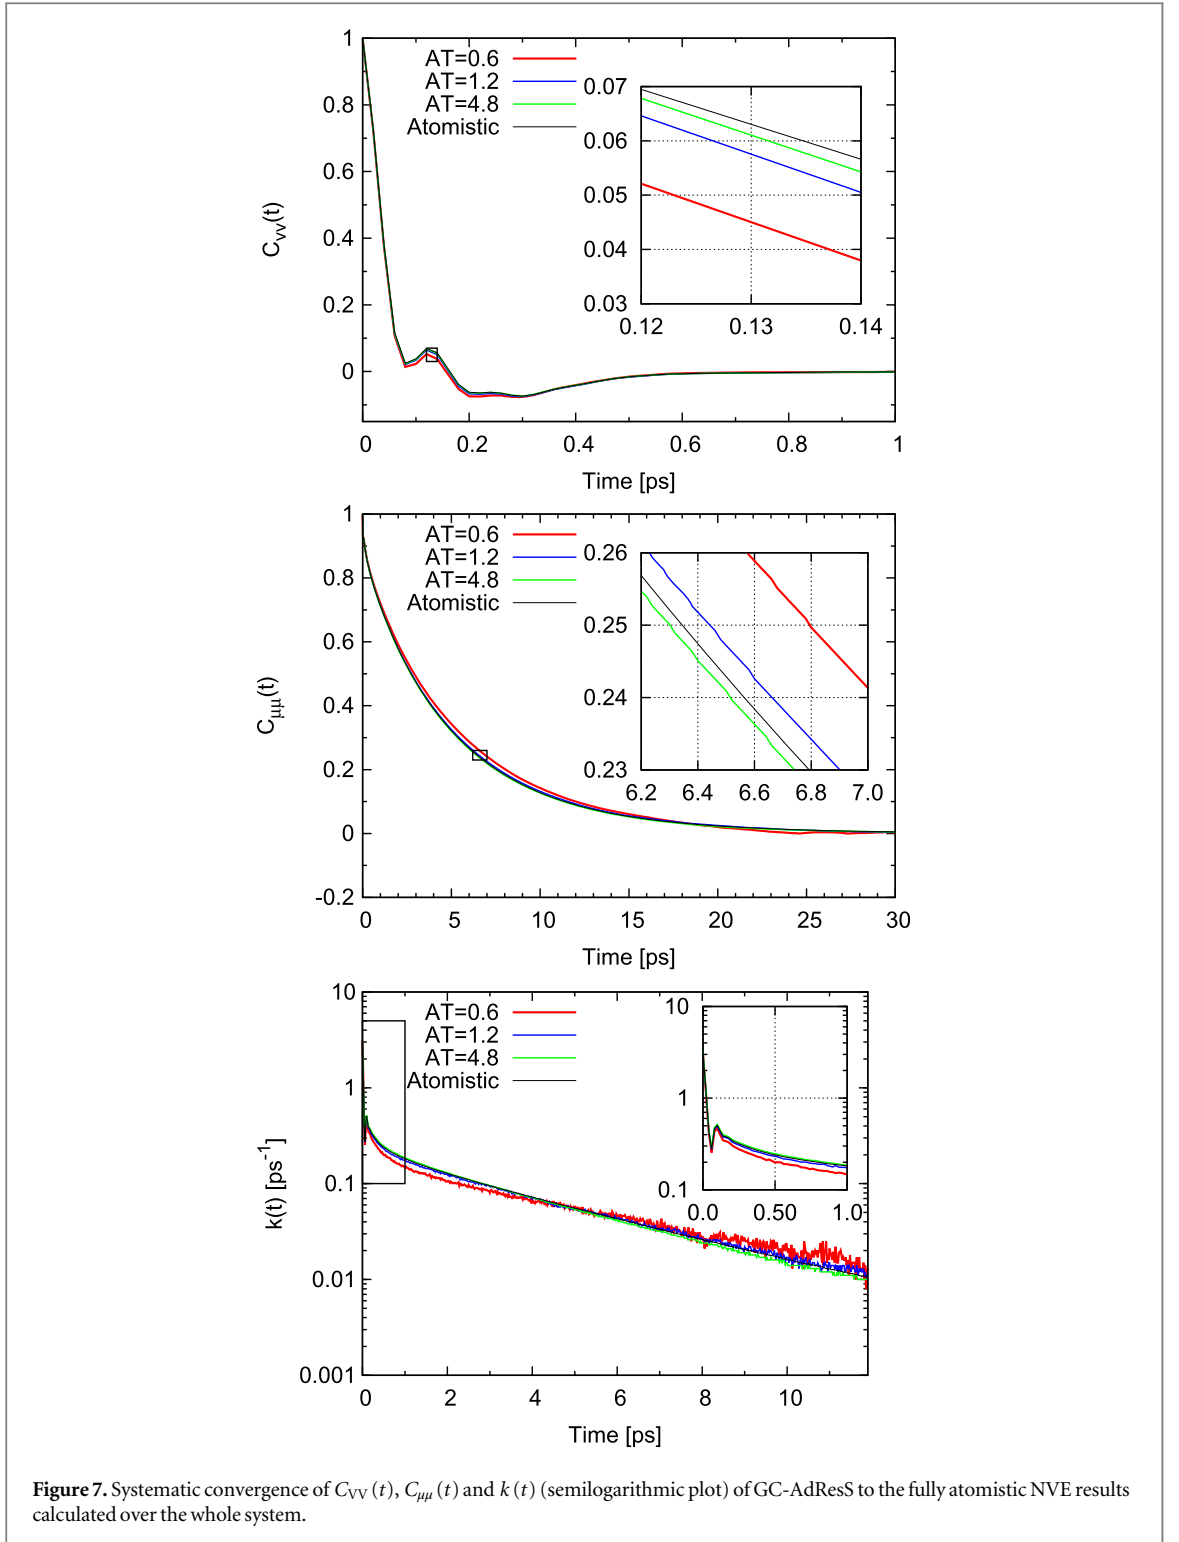 1
0.8
0.6
0.4
0.2
0
C_VV(t)
AT=0.6
AT=1.2
AT=4.8
Atomistic
0.07
0.06
0.05
0.04
0.03
0.12 0.13 0.14
0 0.2 0.4 0.6 0.8 1
Time [ps]
1
0.8
0.6
0.4
0.2
0
-0.2
C_μμ(t)
AT=0.6
AT=1.2
AT=4.8
Atomistic
0.26
0.25
0.24
0.23
6.2 6.4 6.6 6.8 7.0
0 5 10 15 20 25 30
Time [ps]
10
1
0.1
0.01
0.001
k(t) [ps⁻¹]
AT=0.6
AT=1.2
AT=4.8
Atomistic
10
1
0.1
0.0 0.50 1.0
0 2 4 6 8 10
Time [ps]
Figure 7. Systematic convergence of C_VV (t), C_μμ (t) and k (t) (semilogarithmic plot) of GC-AdResS to the fully atomistic NVE results
calculated over the whole system.